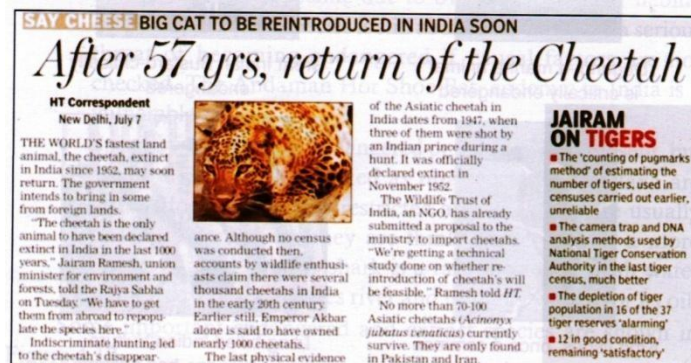 SAY CHEESE BIG CAT TO BE REINTRODUCED IN INDIA SOON
After 57 yrs, return of the Cheetah
HT Correspondent
New Delhi, July 7
THE WORLD'S fastest land
animal, the cheetah, extinct
in India since 1952, may soon
return. The government
intends to bring in some
from foreign lands.
"The cheetah is the only
animal to have been declared
extinct in India in the last 1000
years," Jairam Ramesh, union
minister for environment and
forests, told the Rajya Sabha
on Tuesday. "We have to get
them from abroad to repopu-
late the species here."
Indiscriminate hunting led
to the cheetah's disappear-
ance. Although no census
was conducted then,
accounts by wildlife enthusi-
asts claim there were several
thousand cheetahs in India
in the early 20th century.
Earlier still, Emperor Akbar
alone is said to have owned
nearly 1000 cheetahs.
The last physical evidence
of the Asiatic cheetah in
India dates from 1947, when
three of them were shot by
an Indian prince during a
hunt. It was officially
declared extinct in
November 1952.
The Wildlife Trust of
India, an NGO, has already
submitted a proposal to the
ministry to import cheetahs.
"We're getting a technical
study done on whether re-
introduction of cheetah's will
be feasible," Ramesh told HT.
No more than 70-100
Asiatic cheetahs (Acinonyx
jubatus venaticus) currently
survive. They are only found
in Pakistan and Iran.
JAIRAM
ON TIGERS
The 'counting of pugmarks
method' of estimating the
number of tigers, used in
censuses carried out earlier,
unreliable
The camera trap and DNA
analysis methods used by
National Tiger Conservation
Authority in the last tiger
census, much better
The depletion of tiger
population in 16 of the 37
tiger reserves 'alarming'
12 in good condition,
remaining 'satisfactory'